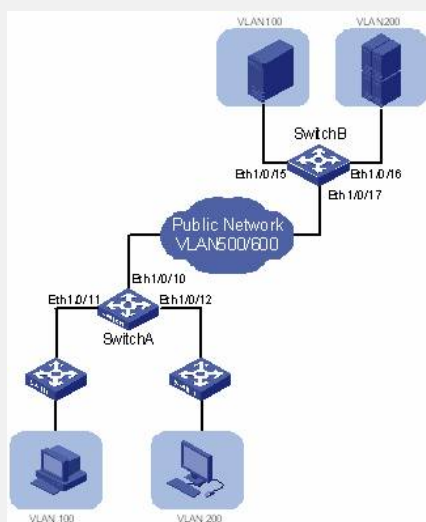 VLAN100
VLAN200
SwitchB
Eth1/0/15
Eth1/0/16
Eth1/0/17
Public Network
VLAN500/600
Eth1/0/10
Eth1.0/11
Eth1/0/12
SwitchA
VLAN 100
VLAN 200